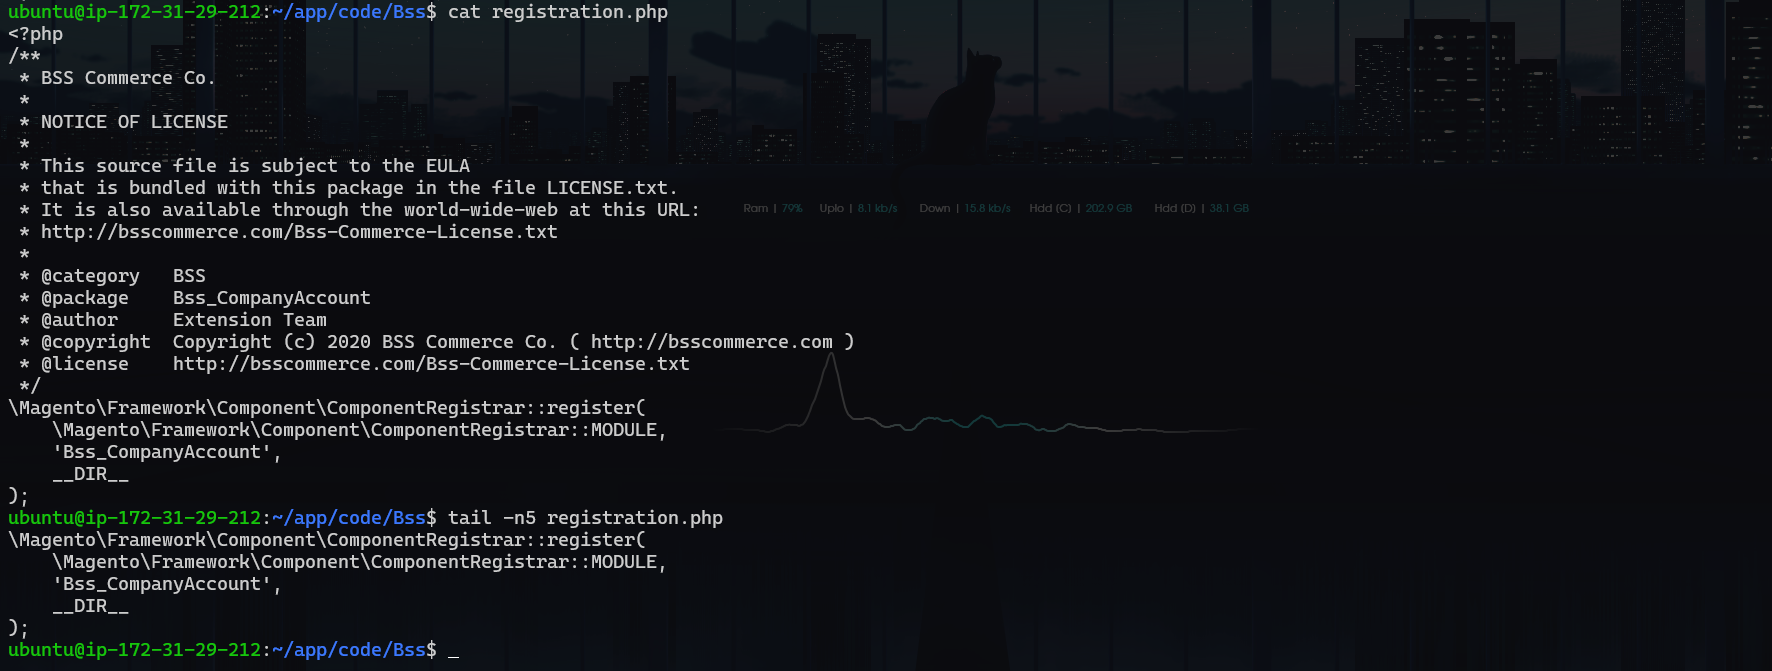 ubuntu@ip-172-31-29-212:~/app/code/Bss$ cat registration.php
<?php
/**
 * BSS Commerce Co.
 *
 * NOTICE OF LICENSE
 *
 * This source file is subject to the EULA
 * that is bundled with this package in the file LICENSE.txt.
 * It is also available through the world-wide-web at this URL:
Ram | 79% Uplo | 8.1 kb/s Down | 15.8 kb/s Hdd (C) | 202.9 GB Hdd (D) | 38.1 GB
 * http://bsscommerce.com/Bss-Commerce-License.txt
 *
 * @category   BSS
 * @package    Bss_CompanyAccount
 * @author     Extension Team
 * @copyright  Copyright (c) 2020 BSS Commerce Co. ( http://bsscommerce.com )
 * @license    http://bsscommerce.com/Bss-Commerce-License.txt
 */
\Magento\Framework\Component\ComponentRegistrar::register(
    \Magento\Framework\Component\ComponentRegistrar::MODULE,
    'Bss_CompanyAccount',
    __DIR__
);
ubuntu@ip-172-31-29-212:~/app/code/Bss$ tail -n5 registration.php
\Magento\Framework\Component\ComponentRegistrar::register(
    \Magento\Framework\Component\ComponentRegistrar::MODULE,
    'Bss_CompanyAccount',
    __DIR__
);
ubuntu@ip-172-31-29-212:~/app/code/Bss$ _